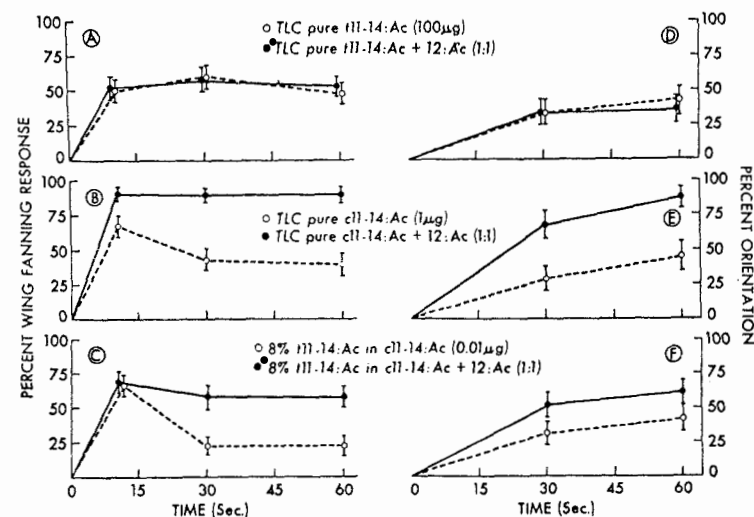 Ⓐ
○ TLC pure t11-14:Ac (100µg)
● TLC pure t11-14:Ac + 12:Ac (1:1)
Ⓓ
PERCENT WING FANNING RESPONSE
100
75
50
25
0
100
75
50
25
0
Ⓑ
○ TLC pure c11-14:Ac (1µg)
● TLC pure c11-14:Ac + 12:Ac (1:1)
Ⓔ
100
75
50
25
100
75
50
25
0
PERCENT ORIENTATION
Ⓒ
○ 8% t11-14:Ac in c11-14:Ac (0.01µg)
● 8% t11-14:Ac in c11-14:Ac + 12:Ac (1:1)
Ⓕ
100
75
50
25
100
75
50
25
0
0 15 30 45 60
TIME (Sec.)
0 15 30 45 60
TIME (Sec.)